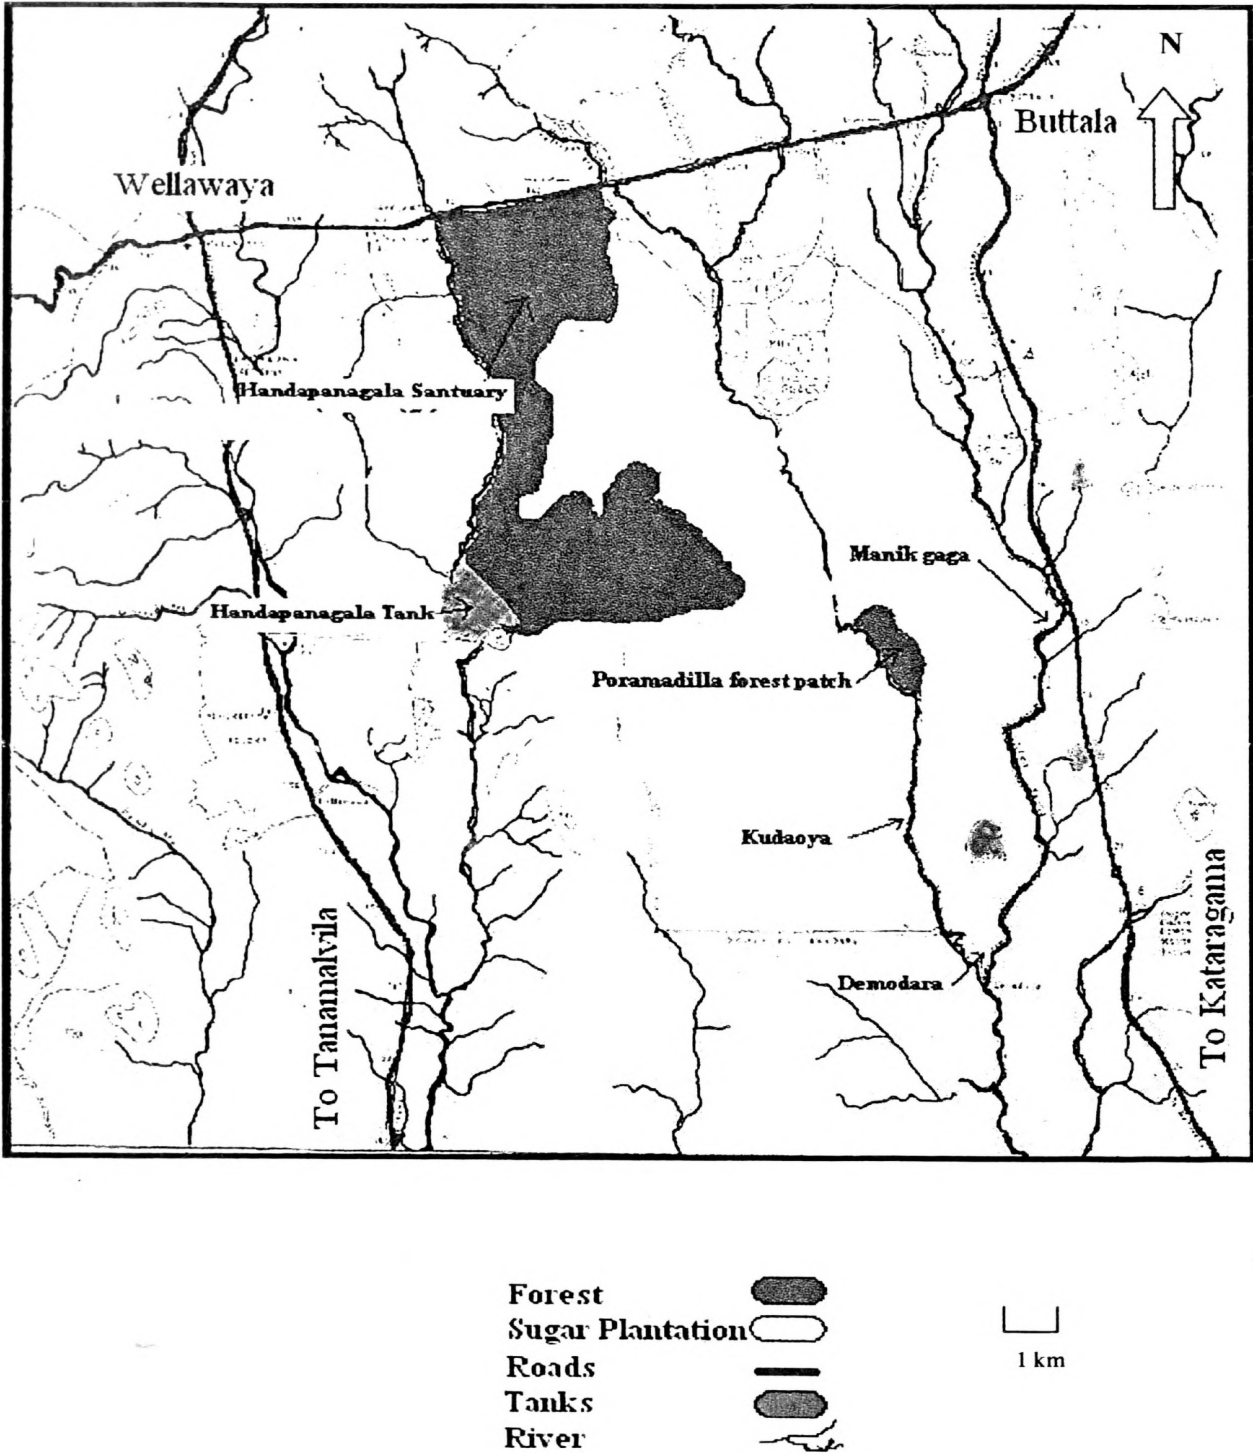 N
Buttala
Wellawaya
Handapanagala Santuary
Manik gaga
Handapanagala Tank
Poramadilla forest patch
Kudaoya
To Tanamalvila
To Kataragama
Demodara
Forest
Sugar Plantation
Roads
Tanks
River
1 km